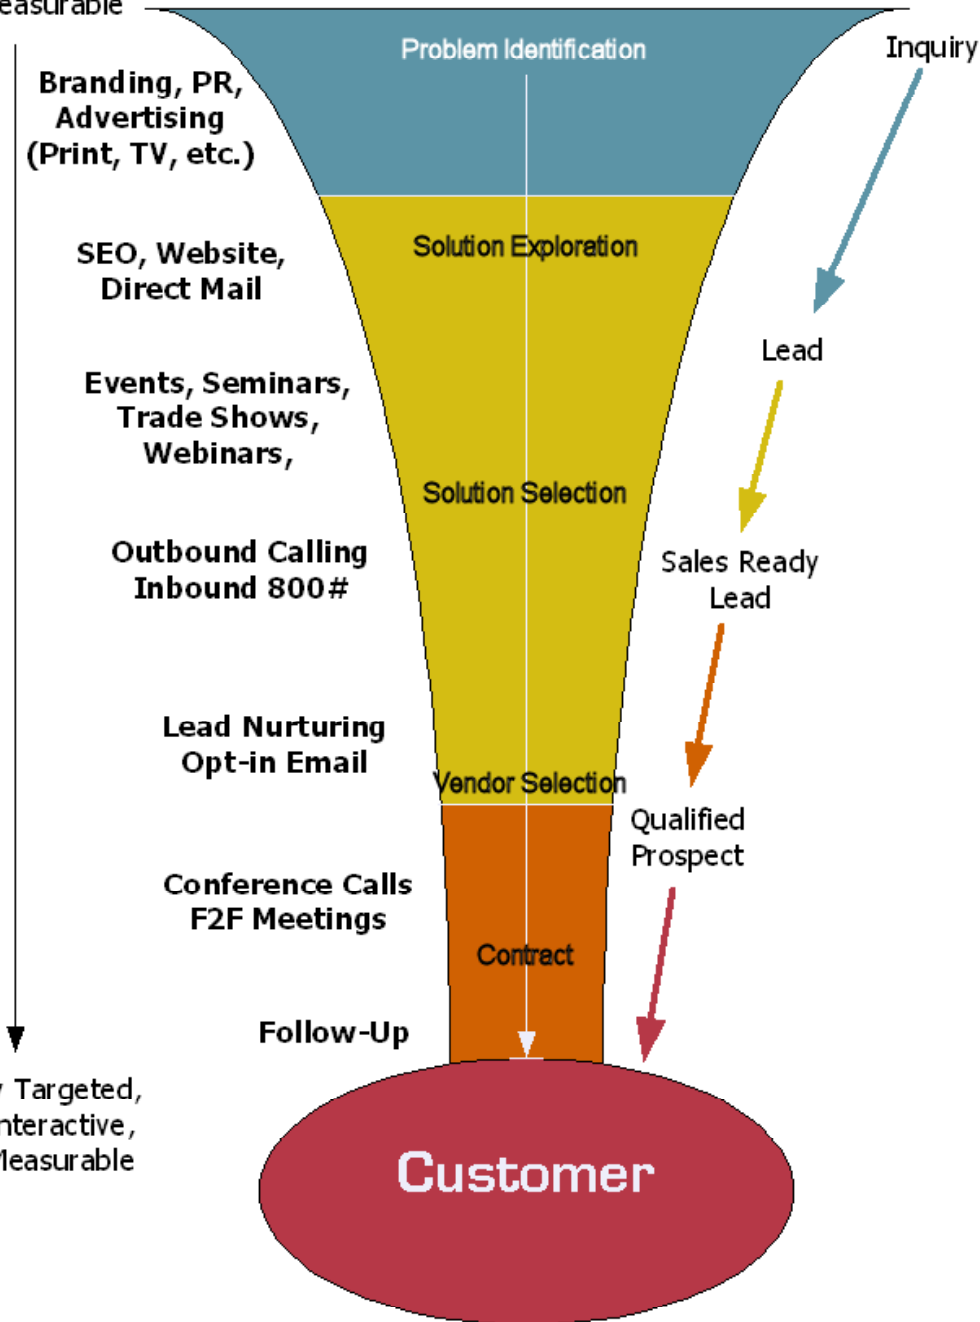 Problem Identification
Inquiry
Branding, PR,
Advertising
(Print, TV, etc.)
Solution Exploration
SEO, Website,
Direct Mail
Lead
Events, Seminars,
Trade Shows,
Webinars,
Solution Selection
Outbound Calling
Inbound 800#
Sales Ready
Lead
Lead Nurturing
Opt-in Email
Vendor Selection
Qualified
Prospect
Conference Calls
F2F Meetings
Contract
Follow-Up
Targeted,
Customer